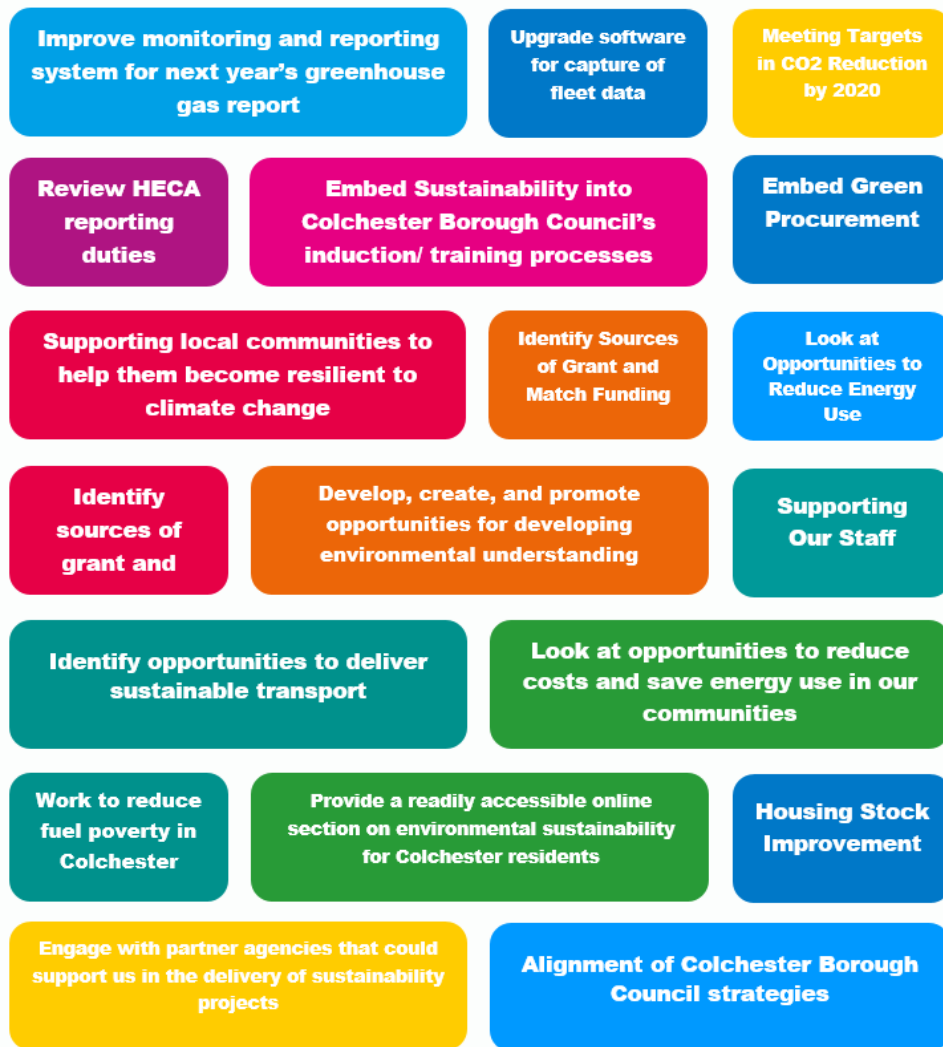 Improve monitoring and reporting
system for next year's greenhouse
gas report
Upgrade software
for capture of
fleet data
Meeting Targets
in CO2 Reduction
by 2020
Review HECA
reporting
duties
Embed Sustainability into
Colchester Borough Council's
induction/ training processes
Embed Green
Procurement
Supporting local communities to
help them become resilient to
climate change
Identify Sources
of Grant and
Match Funding
Look at
Opportunities to
Reduce Energy
Use
Identify
sources of
grant and
Develop, create, and promote
opportunities for developing
environmental understanding
Supporting
Our Staff
Identify opportunities to deliver
sustainable transport
Look at opportunities to reduce
costs and save energy use in our
communities
Work to reduce
fuel poverty in
Colchester
Provide a readily accessible online
section on environmental sustainability
for Colchester residents
Housing Stock
Improvement
Engage with partner agencies that could
support us in the delivery of sustainability
projects
Alignment of Colchester Borough
Council strategies